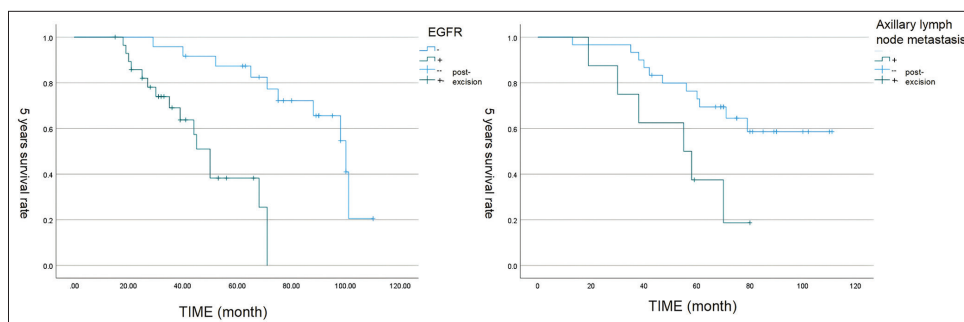 EGFR
-
+
-- post-
+ excision
1.0
0.8
0.6
0.4
0.2
0.0
5 years survival rate
.00 20.00 40.00 60.00 80.00 100.00 120.00
TIME (month)
Axillary lymph
node metastasis
+
-- post-
+ excision
1.0
0.8
0.6
0.4
0.2
0.0
5 years survival rate
0 20 40 60 80 100 120
TIME (month)